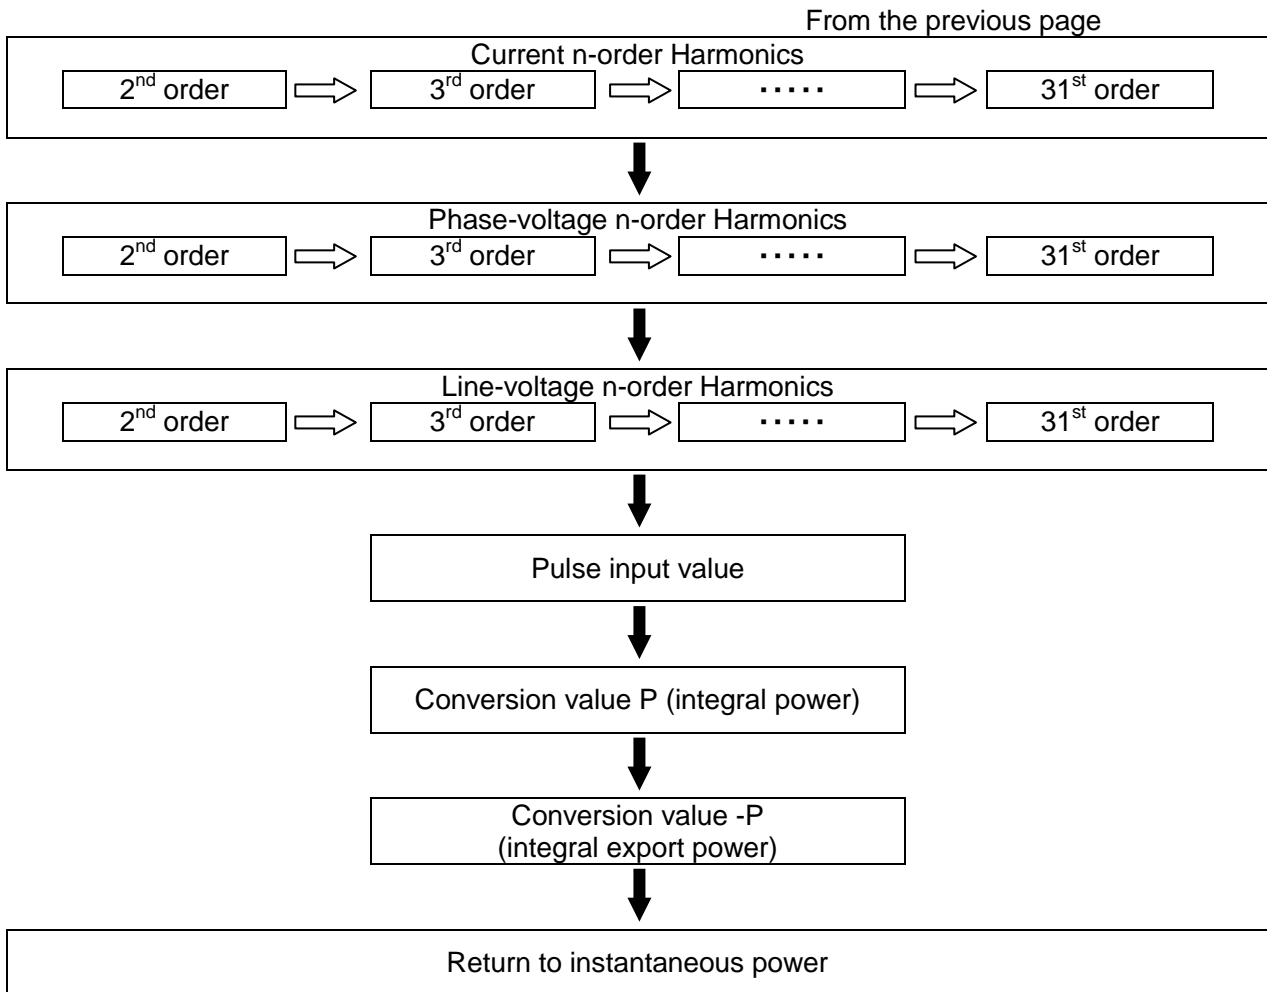 From the previous page
Current n-order Harmonics
2nd order 3rd order ..... 31st order
Phase-voltage n-order Harmonics
2nd order 3rd order ..... 31st order
Line-voltage n-order Harmonics
2nd order 3rd order ..... 31st order
Pulse input value
Conversion value P (integral power)
Conversion value -P
(integral export power)
Return to instantaneous power